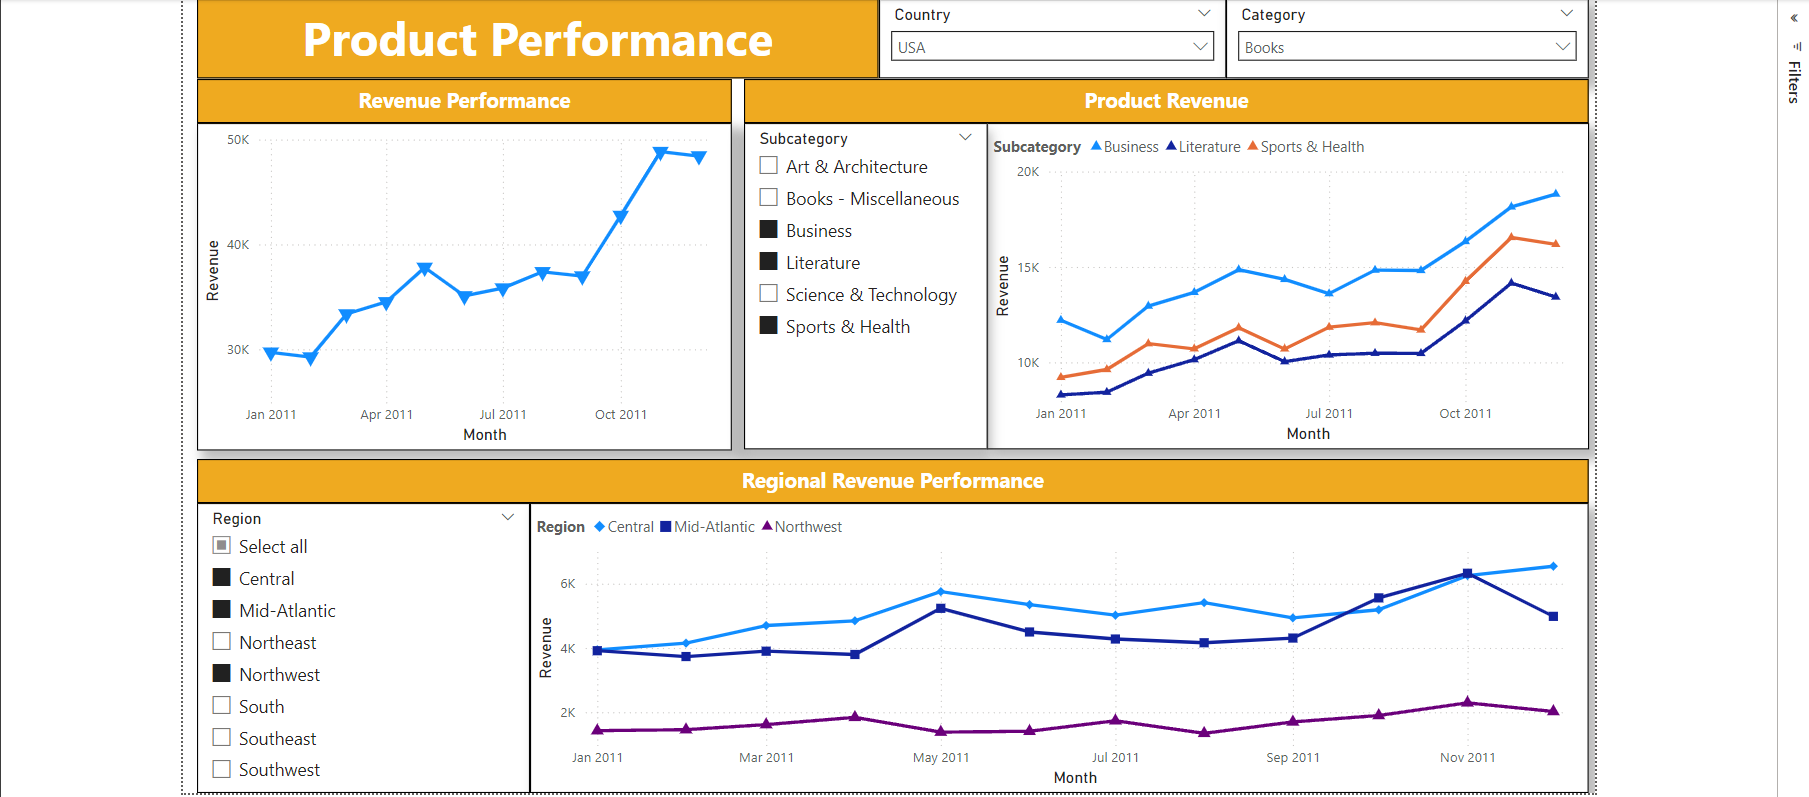 Product Performance
Country
USA
Category
Books
Filters
Revenue Performance
50K
40K
30K
Revenue
Jan 2011 Apr 2011 Jul 2011 Oct 2011
Month
Product Revenue
Subcategory
Art & Architecture
Books - Miscellaneous
Business
Literature
Science & Technology
Sports & Health
Subcategory Business Literature Sports & Health
20K
15K
10K
Revenue
Jan 2011 Apr 2011 Jul 2011 Oct 2011
Month
Regional Revenue Performance
Region
Select all
Central
Mid-Atlantic
Northeast
Northwest
South
Southeast
Southwest
Region Central Mid-Atlantic Northwest
6K
4K
2K
Revenue
Jan 2011 Mar 2011 May 2011 Jul 2011 Sep 2011 Nov 2011
Month